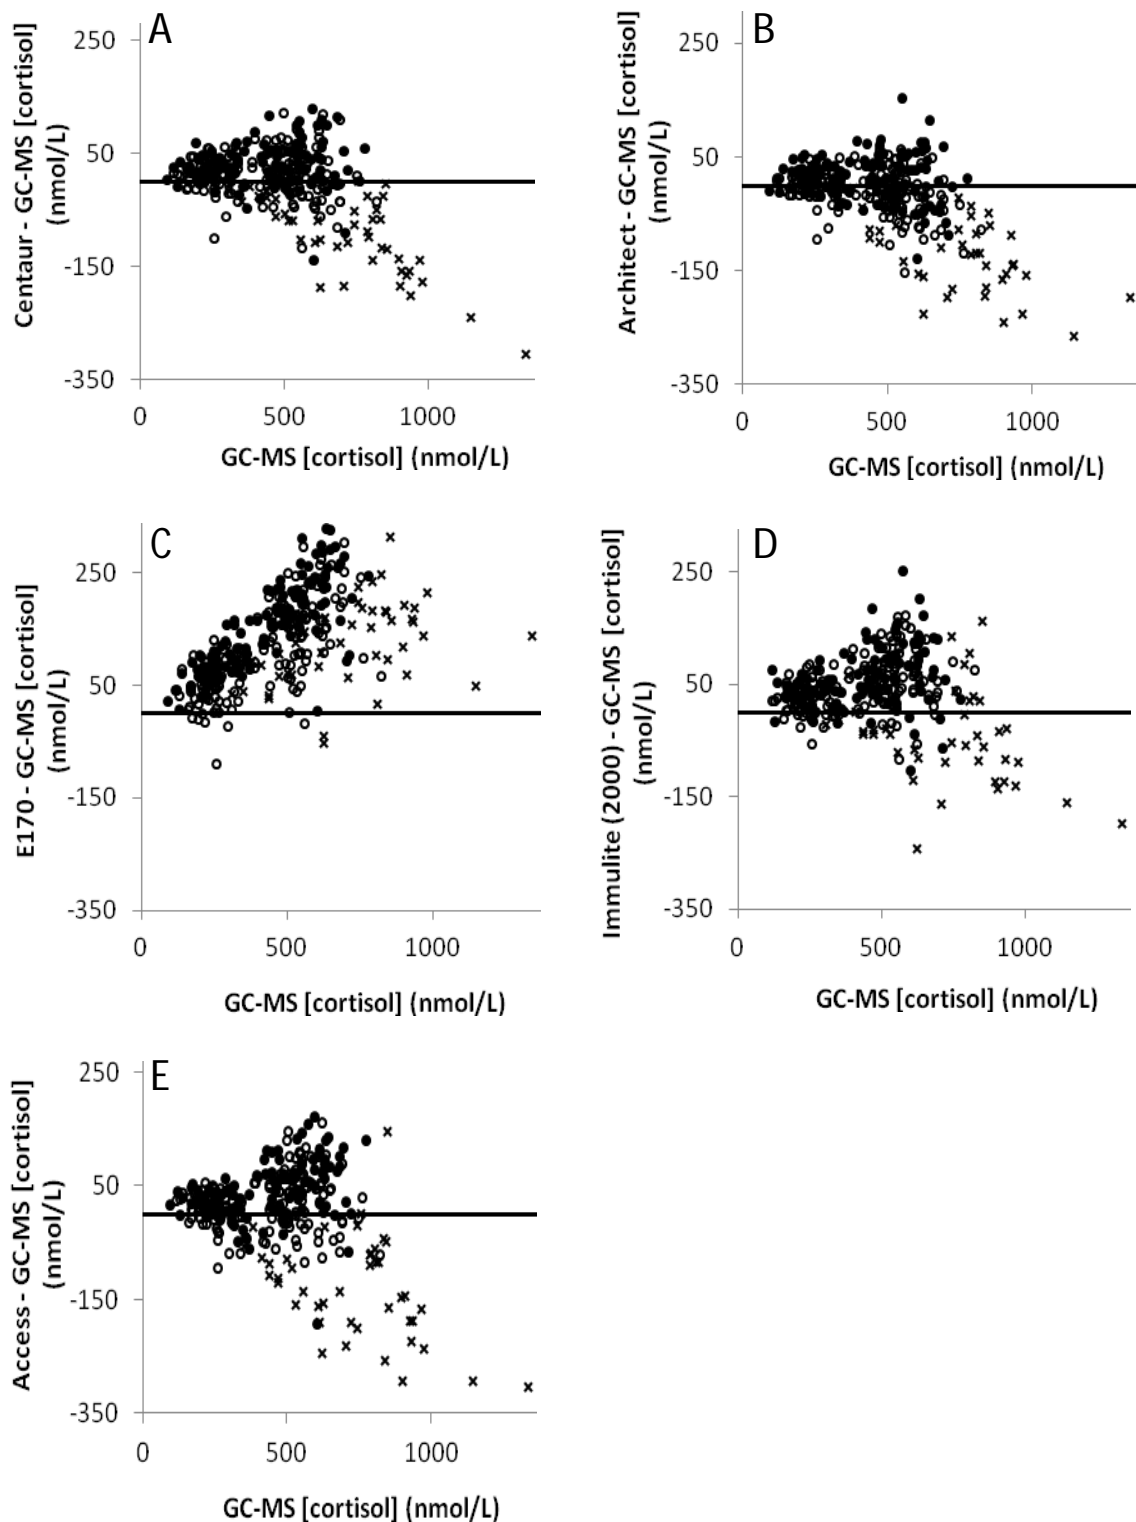 A
250
50
-150
-350
0
500
1000
Centaur - GC-MS [cortisol]
(nmol/L)
GC-MS [cortisol] (nmol/L)
B
250
50
-150
-350
0
500
1000
Architect - GC-MS [cortisol]
(nmol/L)
GC-MS [cortisol] (nmol/L)
C
250
50
-150
-350
0
500
1000
E170 - GC-MS [cortisol]
(nmol/L)
GC-MS [cortisol] (nmol/L)
D
250
50
-150
-350
0
500
1000
Immulite (2000) - GC-MS [cortisol]
(nmol/L)
GC-MS [cortisol] (nmol/L)
E
250
50
-150
-350
0
500
1000
Access - GC-MS [cortisol]
(nmol/L)
GC-MS [cortisol] (nmol/L)